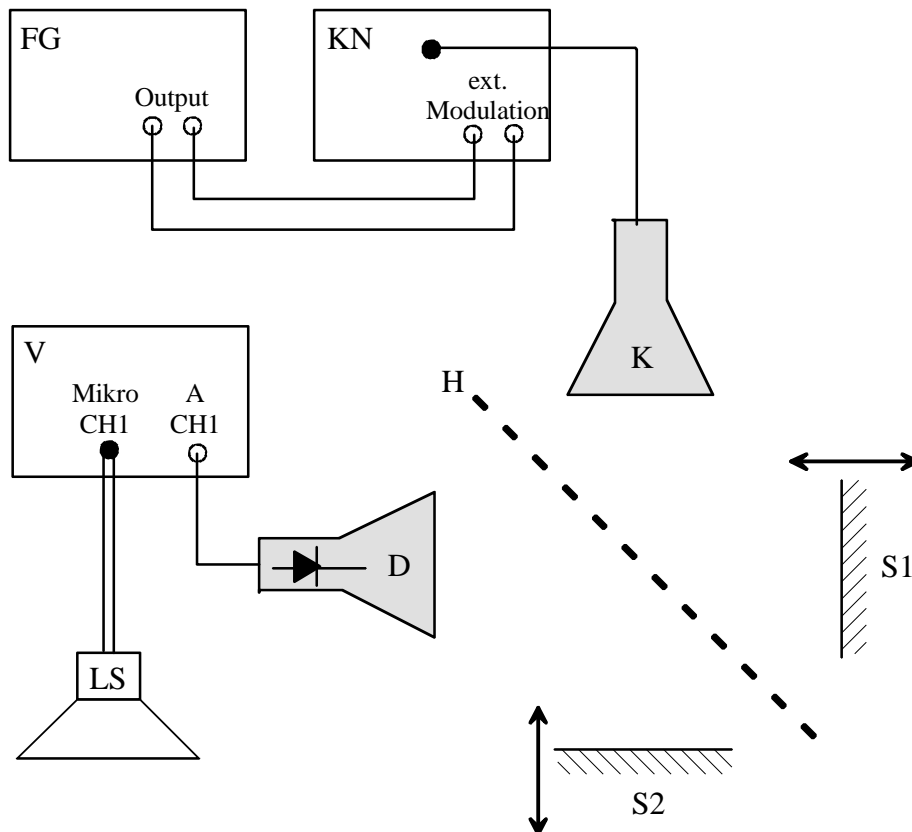 FG
KN
Output
ext.
Modulation
K
V
Mikro
CH1
A
CH1
H
D
S1
LS
S2